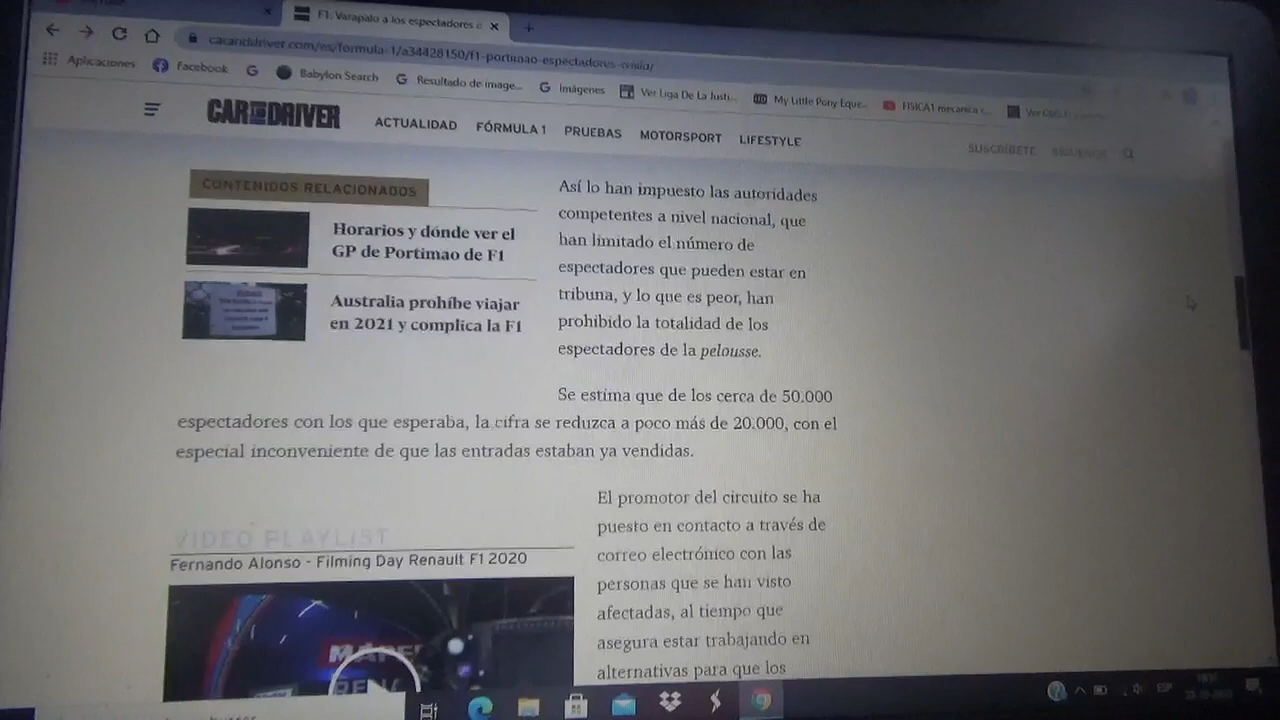 F1: Varapalo a los espectadores
caranddriver.com/es/formula-1/a34428150/f1-portimao-espectadores-covid/
Aplicaciones
Facebook
Babylon Search
Resultado de image...
Imágenes
Ver Liga De La Justi...
My Little Pony Eque...
FISICA1 mecanica c...
CAR AND DRIVER
ACTUALIDAD
FÓRMULA 1
PRUEBAS
MOTORSPORT
LIFESTYLE
SUSCRÍBETE
SÍGUENOS
CONTENIDOS RELACIONADOS
Horarios y dónde ver el
GP de Portimao de F1
Australia prohíbe viajar
en 2021 y complica la F1
Así lo han impuesto las autoridades
competentes a nivel nacional, que
han limitado el número de
espectadores que pueden estar en
tribuna, y lo que es peor, han
prohibido la totalidad de los
espectadores de la pelousse.
Se estima que de los cerca de 50.000
espectadores con los que esperaba, la cifra se reduzca a poco más de 20.000, con el
especial inconveniente de que las entradas estaban ya vendidas.
VIDEO PLAYLIST
Fernando Alonso - Filming Day Renault F1 2020
El promotor del circuito se ha
puesto en contacto a través de
correo electrónico con las
personas que se han visto
afectadas, al tiempo que
asegura estar trabajando en
alternativas para que los